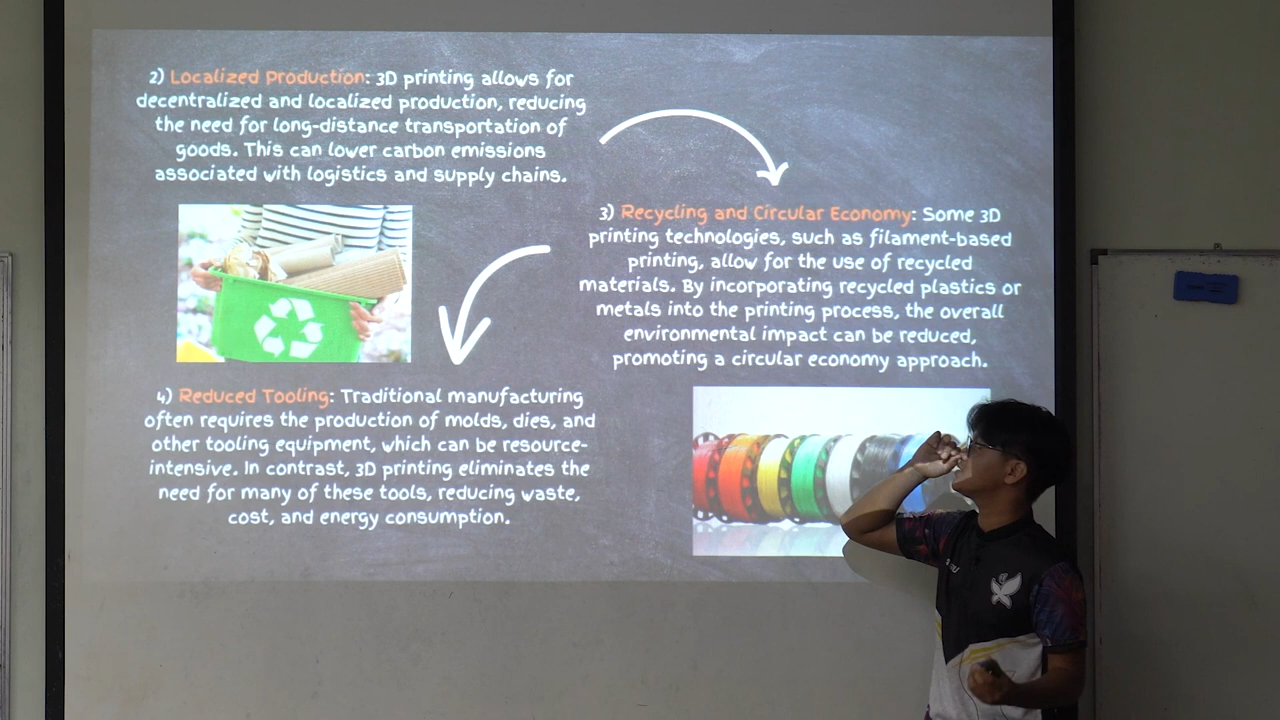 2) Localized Production: 3D printing allows for
decentralized and localized production, reducing
the need for long-distance transportation of
goods. This can lower carbon emissions
associated with logistics and supply chains.
3) Recycling and Circular Economy: Some 3D
printing technologies, such as filament-based
printing, allow for the use of recycled
materials. By incorporating recycled plastics or
metals into the printing process, the overall
environmental impact can be reduced,
promoting a circular economy approach.
4) Reduced Tooling: Traditional manufacturing
often requires the production of molds, dies, and
other tooling equipment, which can be resource-
intensive. In contrast, 3D printing eliminates the
need for many of these tools, reducing waste,
cost, and energy consumption.